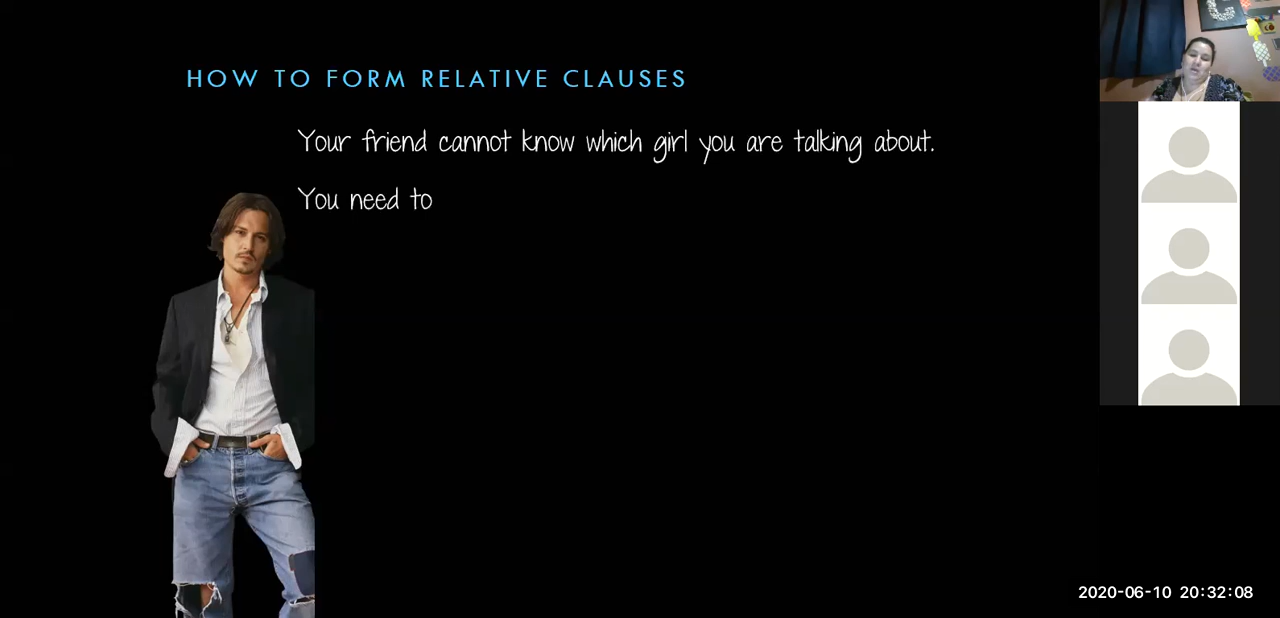 HOW TO FORM RELATIVE CLAUSES
Your friend cannot know which girl you are talking about.
You need to
2020-06-10 20:32:08